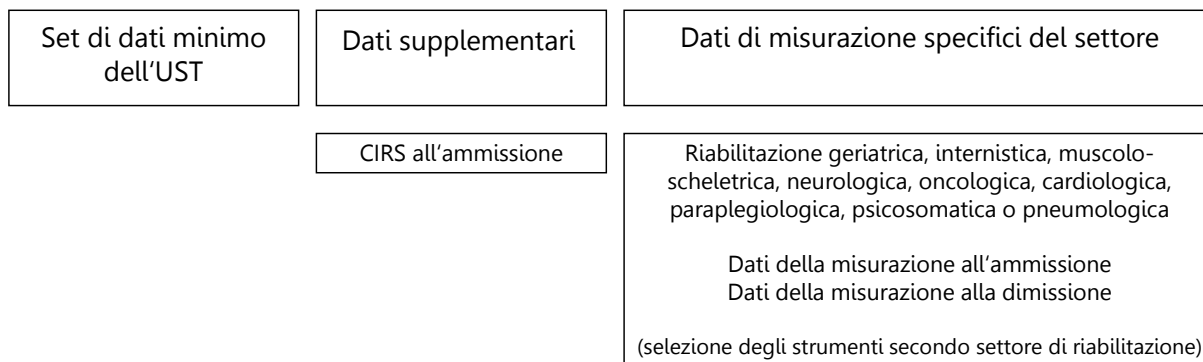 Set di dati minimo
dell‘UST
Dati supplementari
Dati di misurazione specifici del settore
CIRS all‘ammissione
Riabilitazione geriatrica, internistica, muscolo-
scheletrica, neurologica, oncologica, cardiologica,
paraplegiologica, psicosomatica o pneumologica
Dati della misurazione all‘ammissione
Dati della misurazione alla dimissione
(selezione degli strumenti secondo settore di riabilitazione)